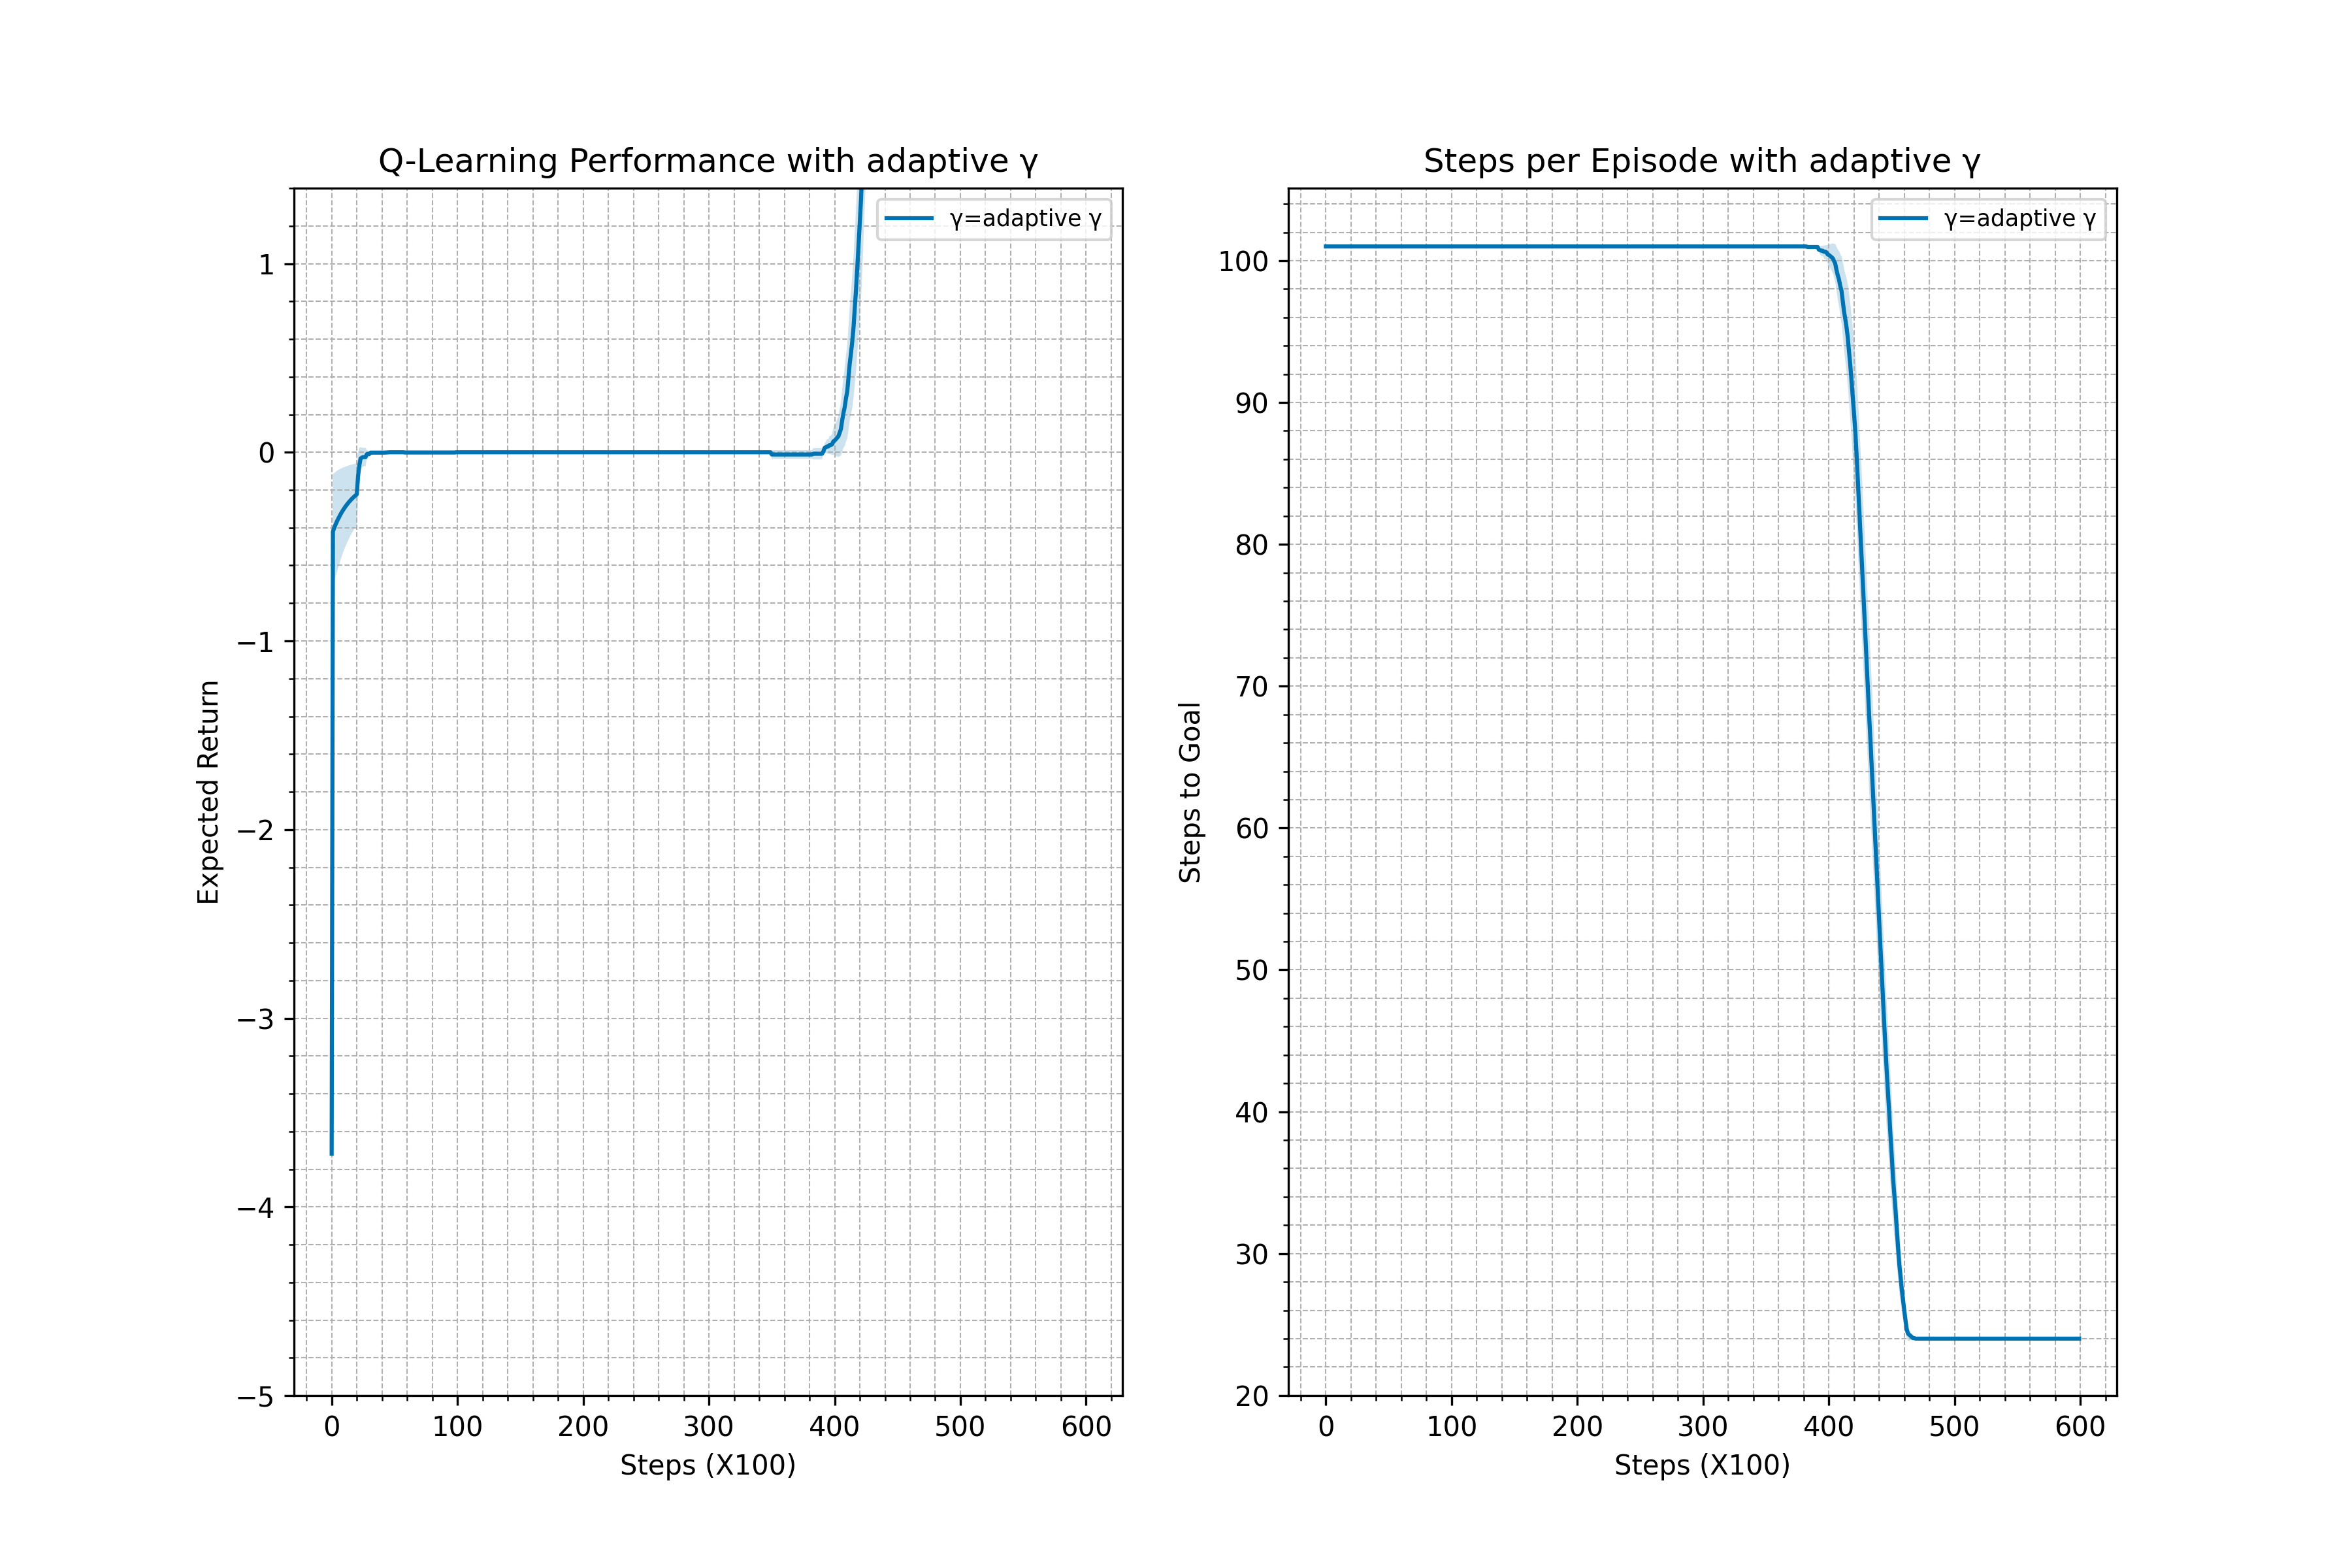 Q-Learning Performance with adaptive γ
γ=adaptive γ
1
0
−1
−2
−3
−4
−5
Expected Return
0 100 200 300 400 500 600
Steps (X100)
Steps per Episode with adaptive γ
γ=adaptive γ
100
90
80
70
60
50
40
30
20
Steps to Goal
0 100 200 300 400 500 600
Steps (X100)